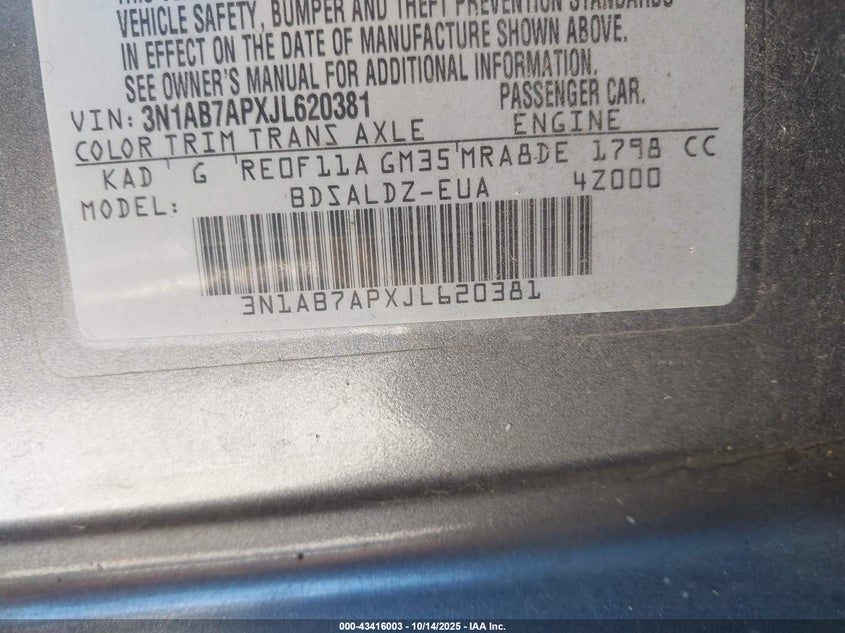 VEHICLE SAFETY, BUMPER AND THEFT PREVENTION STANDARDS
IN EFFECT ON THE DATE OF MANUFACTURE SHOWN ABOVE.
SEE OWNER'S MANUAL FOR ADDITIONAL INFORMATION.
VIN: 3N1AB7APXJL620381 PASSENGER CAR.
COLOR TRIM TRANS AXLE ENGINE
KAD G RE0F11A GM35 MRA8DE 1798 CC
MODEL: BDSALDZ-EUA 4Z000
3N1AB7APXJL620381
000-43416003 - 10/14/2025 - IAA Inc.